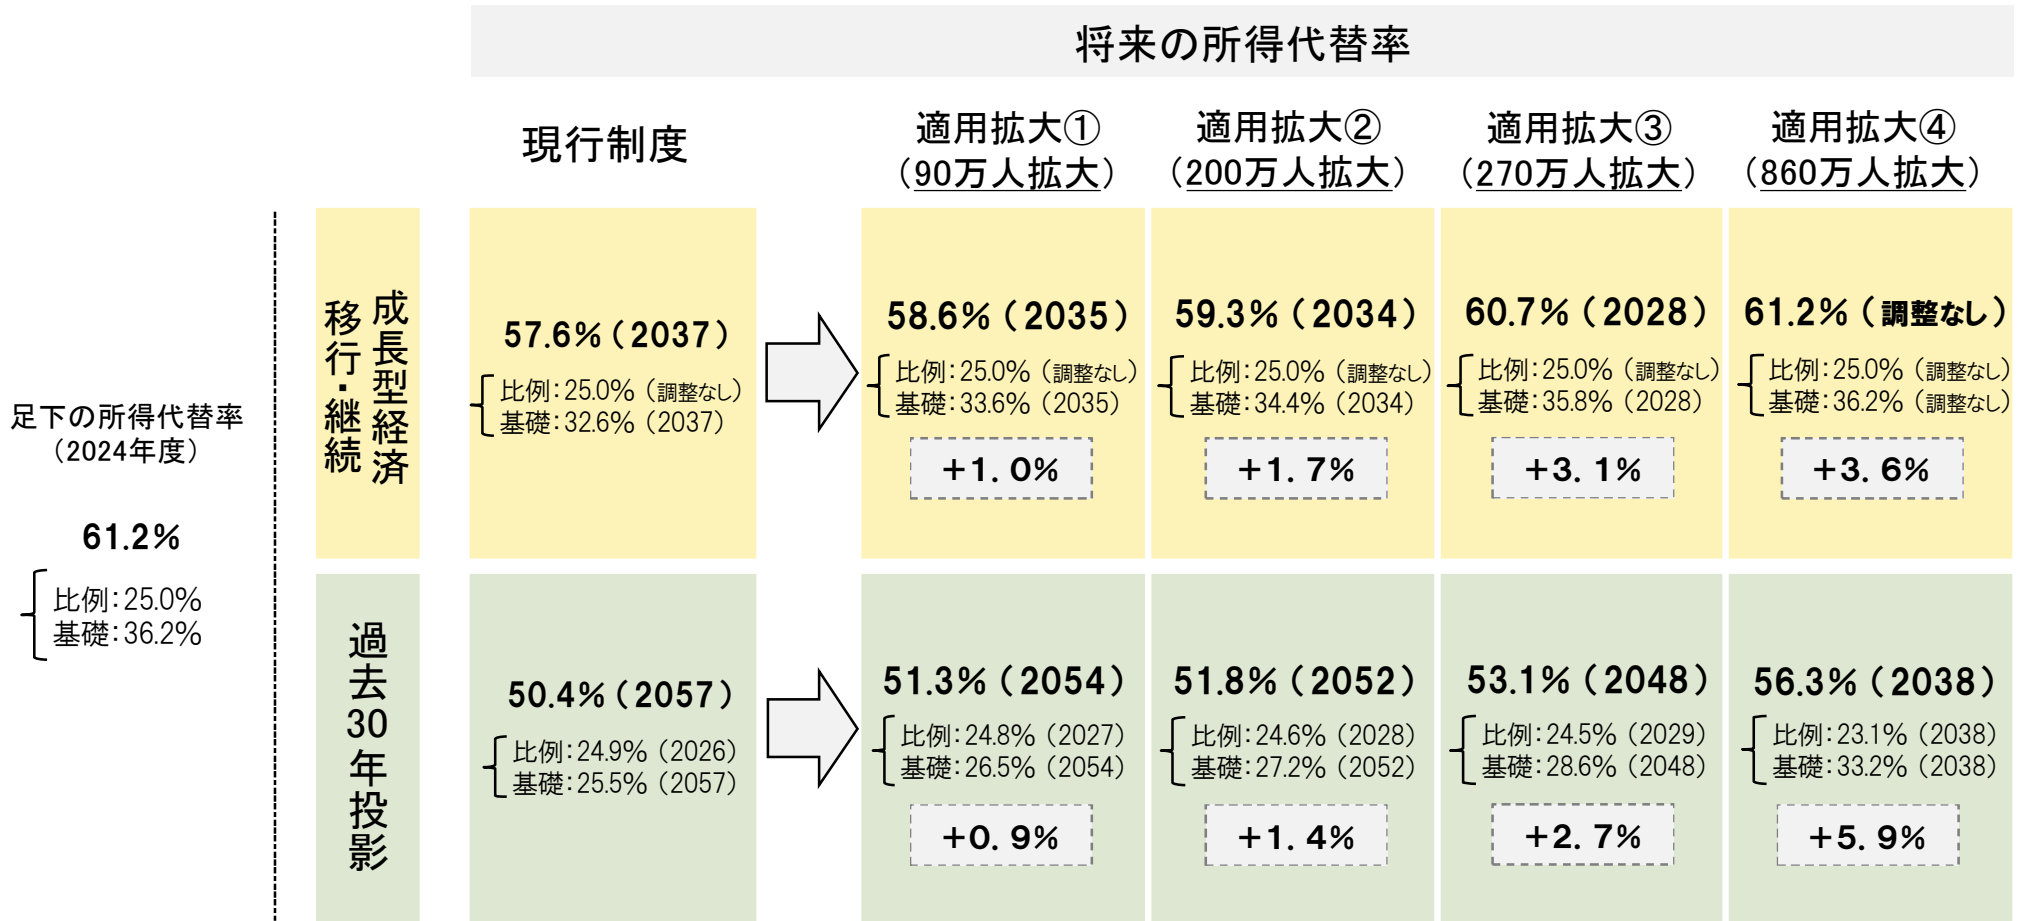 将来の所得代替率
現行制度
適用拡大①
（90万人拡大）
適用拡大②
（200万人拡大）
適用拡大③
（270万人拡大）
適用拡大④
（860万人拡大）
足下の所得代替率
（2024年度）
61.2%
比例：25.0%
基礎：36.2%
成長型経済
移行・継続
57.6%（2037）
比例：25.0%（調整なし）
基礎：32.6%（2037）
58.6%（2035）
比例：25.0%（調整なし）
基礎：33.6%（2035）
＋1．0%
59.3%（2034）
比例：25.0%（調整なし）
基礎：34.4%（2034）
＋1．7%
60.7%（2028）
比例：25.0%（調整なし）
基礎：35.8%（2028）
＋3．1%
61.2%（調整なし）
比例：25.0%（調整なし）
基礎：36.2%（調整なし）
＋3．6%
過去30年投影
50.4%（2057）
比例：24.9%（2026）
基礎：25.5%（2057）
51.3%（2054）
比例：24.8%（2027）
基礎：26.5%（2054）
＋0．9%
51.8%（2052）
比例：24.6%（2028）
基礎：27.2%（2052）
＋1．4%
53.1%（2048）
比例：24.5%（2029）
基礎：28.6%（2048）
＋2．7%
56.3%（2038）
比例：23.1%（2038）
基礎：33.2%（2038）
＋5．9%